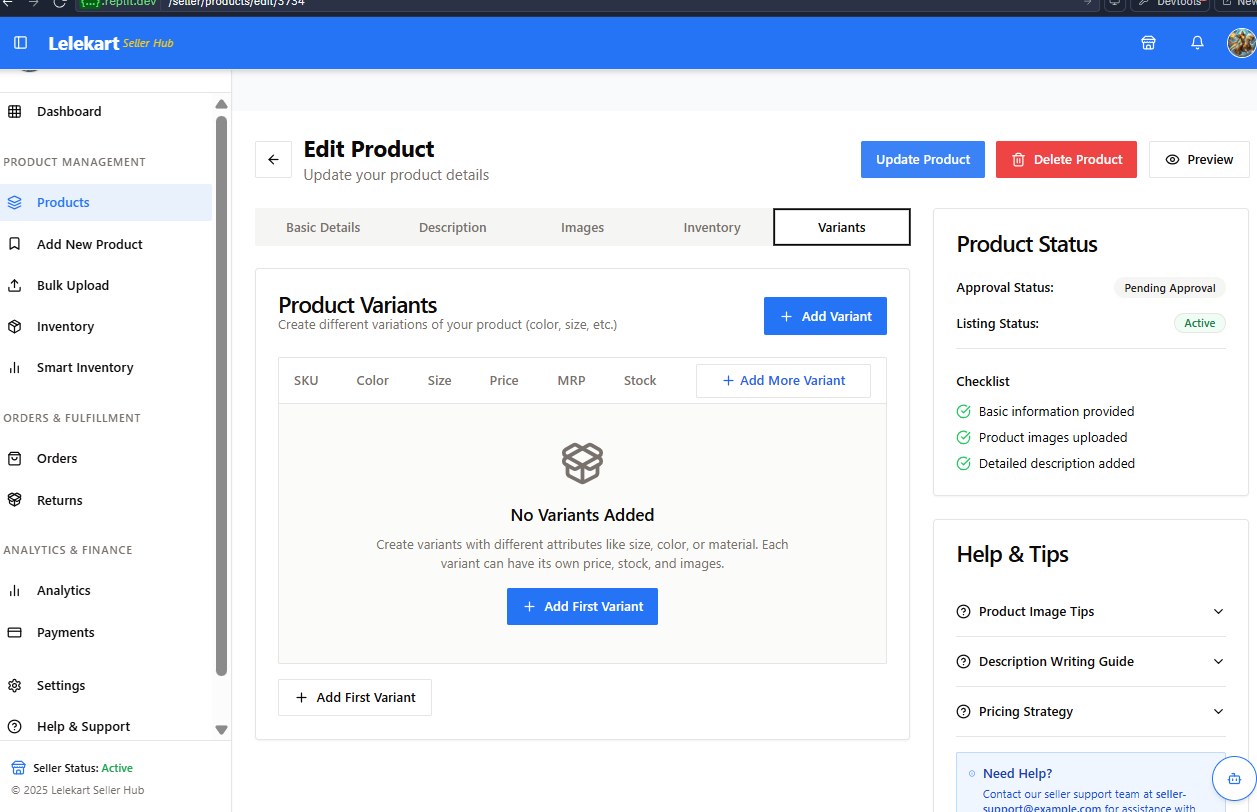 {...}.replit.dev /seller/products/edit/3734
Devtools
New
Lelekart Seller Hub
Dashboard
PRODUCT MANAGEMENT
Products
Add New Product
Bulk Upload
Inventory
Smart Inventory
ORDERS & FULFILLMENT
Orders
Returns
ANALYTICS & FINANCE
Analytics
Payments
Settings
Help & Support
Seller Status: Active
© 2025 Lelekart Seller Hub
Edit Product
Update your product details
Update Product
Delete Product
Preview
Basic Details Description Images Inventory Variants
Product Variants
Create different variations of your product (color, size, etc.)
+ Add Variant
SKU Color Size Price MRP Stock + Add More Variant
No Variants Added
Create variants with different attributes like size, color, or material. Each
variant can have its own price, stock, and images.
+ Add First Variant
+ Add First Variant
Product Status
Approval Status: Pending Approval
Listing Status: Active
Checklist
Basic information provided
Product images uploaded
Detailed description added
Help & Tips
Product Image Tips
Description Writing Guide
Pricing Strategy
Need Help?
Contact our seller support team at seller-
support@example.com for assistance with